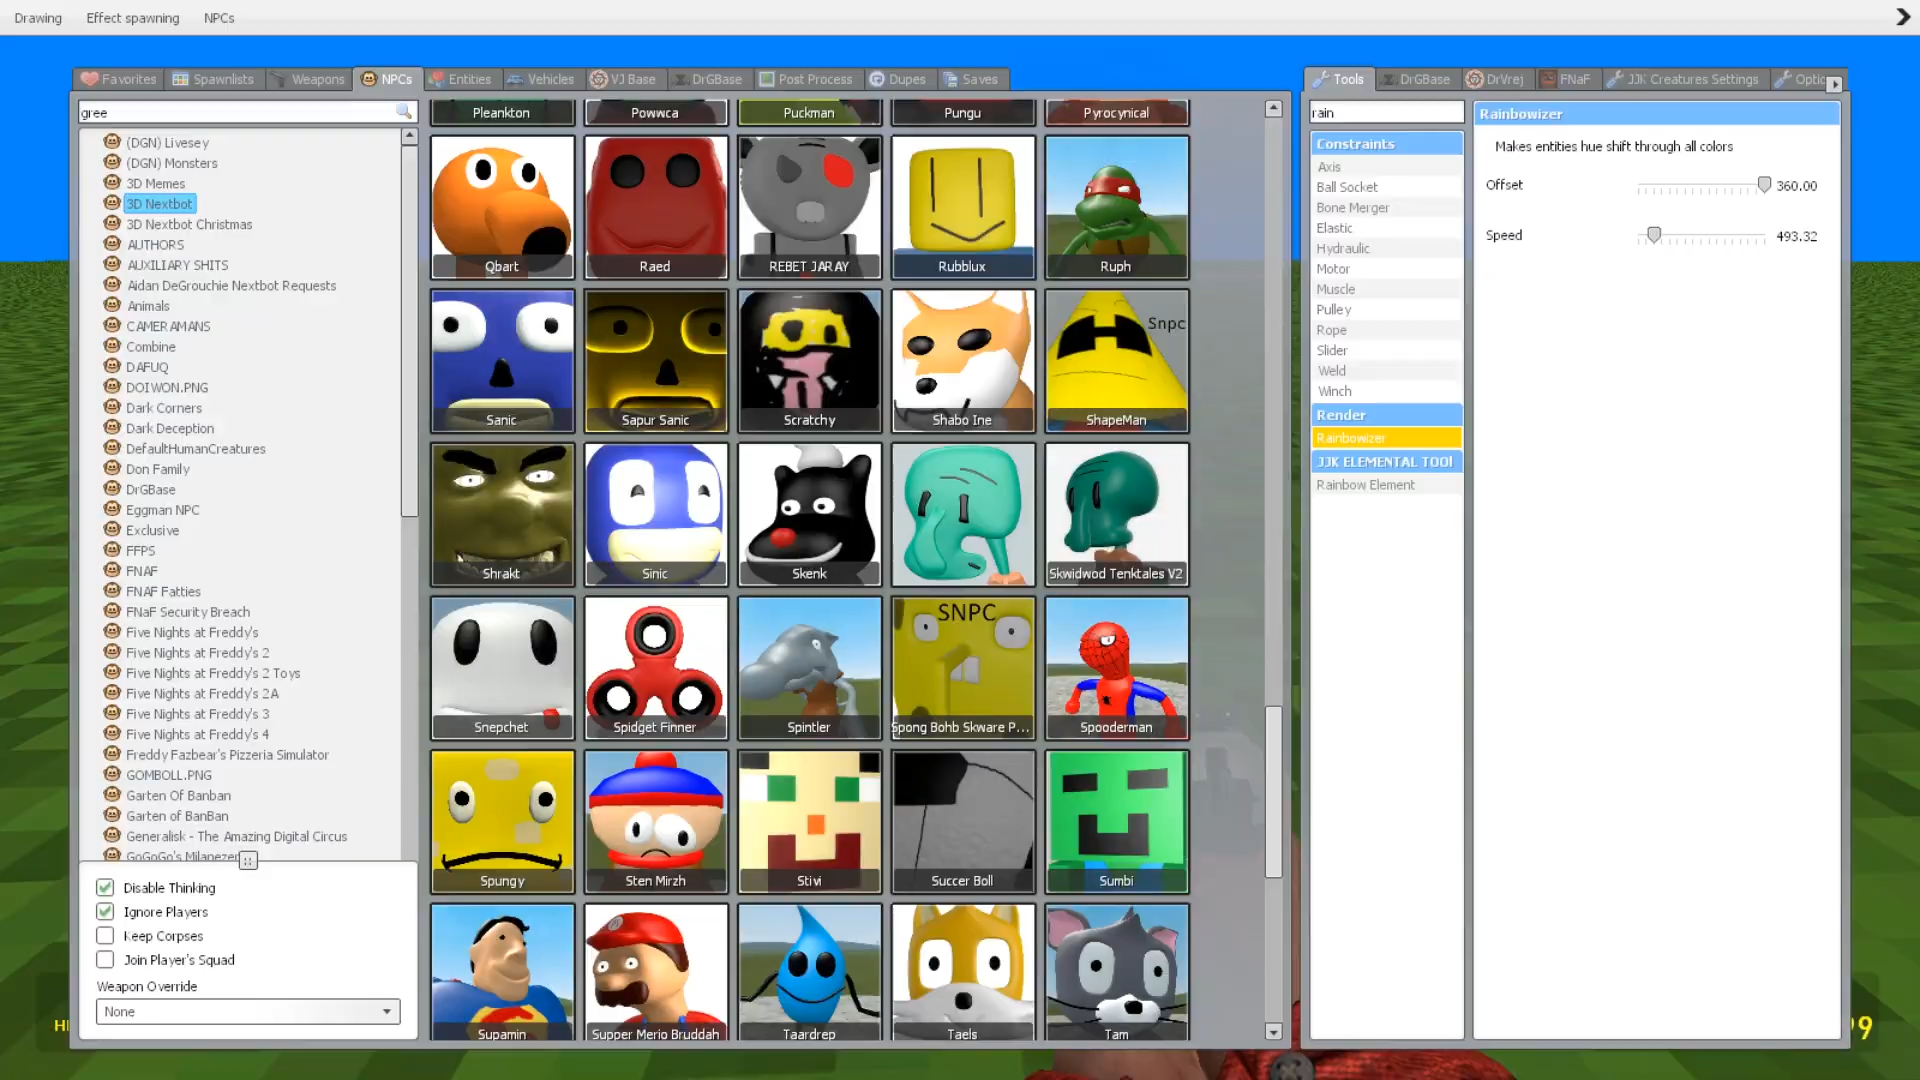 Drawing Effect spawning NPCs
Favorites Spawnlists Weapons NPCs Entities Vehicles VJ Base DrGBase Post Process Dupes Saves
gree
(DGN) Livesey
(DGN) Monsters
3D Memes
3D Nextbot
3D Nextbot Christmas
AUTHORS
AUXILIARY SHITS
Aidan DeGrouchie Nextbot Requests
Animals
CAMERAMANS
Combine
DAFUQ
DOIWON.PNG
Dark Corners
Dark Deception
DefaultHumanCreatures
Don Family
DrGBase
Eggman NPC
Exclusive
FFPS
FNAF
FNAF Fatties
FNaF Security Breach
Five Nights at Freddy's
Five Nights at Freddy's 2
Five Nights at Freddy's 2 Toys
Five Nights at Freddy's 2A
Five Nights at Freddy's 3
Five Nights at Freddy's 4
Freddy Fazbear's Pizzeria Simulator
GOMBOLL.PNG
Garten Of Banban
Garten of BanBan
Generalisk - The Amazing Digital Circus
GoGoGo's Milanezer
Disable Thinking
Ignore Players
Keep Corpses
Join Player's Squad
Weapon Override
None
Pleankton Powwca Puckman Pungu Pyrocynical
Qbart Raed REBET JARAY Rubblux Ruph
Snpc
Sanic Sapur Sanic Scratchy Shabo Ine ShapeMan
Shrakt Sinic Skenk Skwidwod Tenktales V2
SNPC
Snepchet Spidget Finner Spintler Spong Bohb Skware P... Spooderman
Spungy Sten Mirzh Stivi Succer Boll Sumbi
Supamin Supper Merio Bruddah Taardrep Taels Tam
Tools DrGBase DrVrej FNaF JJK Creatures Settings Optic
rain
Constraints
Axis
Ball Socket
Bone Merger
Elastic
Hydraulic
Motor
Muscle
Pulley
Rope
Slider
Weld
Winch
Render
Rainbowizer
JJK ELEMENTAL TOOl
Rainbow Element
Rainbowizer
Makes entities hue shift through all colors
Offset 360.00
Speed 493.32